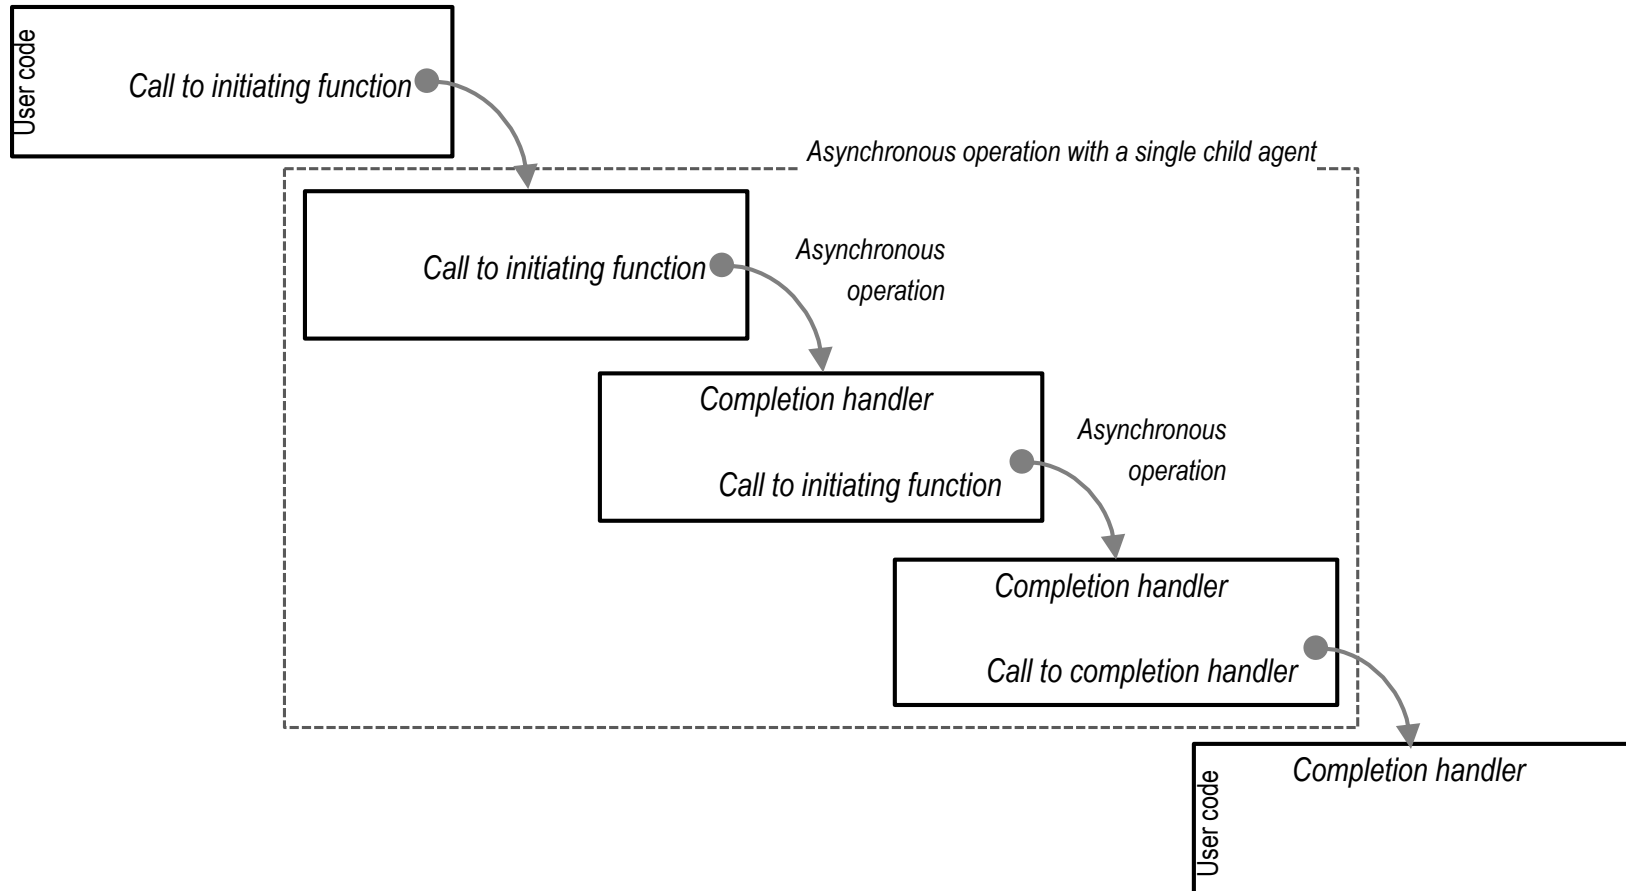 User code
Call to initiating function
Asynchronous operation with a single child agent
Call to initiating function
Asynchronous
operation
Completion handler
Call to initiating function
Asynchronous
operation
Completion handler
Call to completion handler
Completion handler
User code